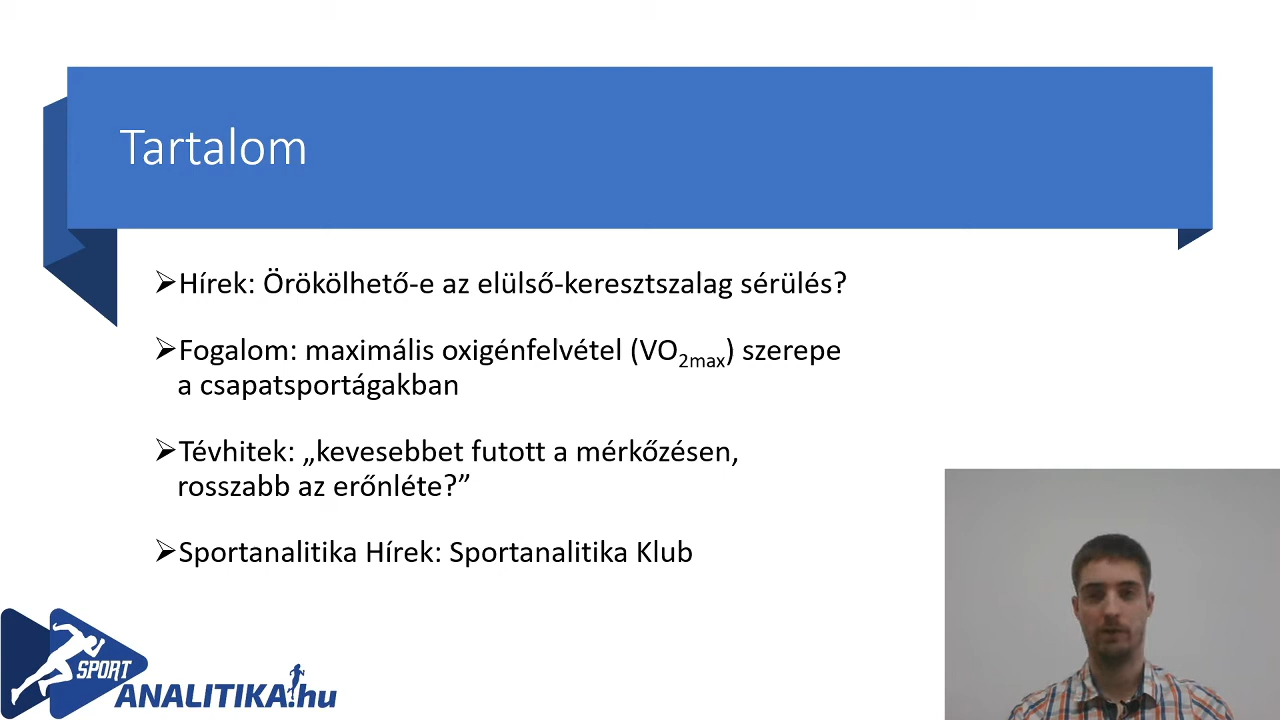 Tartalom
➢Hírek: Örökölhető-e az elülső-keresztszalag sérülés?
➢Fogalom: maximális oxigénfelvétel (VO2max) szerepe
a csapatsportágakban
➢Tévhitek: „kevesebbet futott a mérkőzésen,
rosszabb az erőnléte?”
➢Sportanalitika Hírek: Sportanalitika Klub
SPORT
ANALITIKA.hu